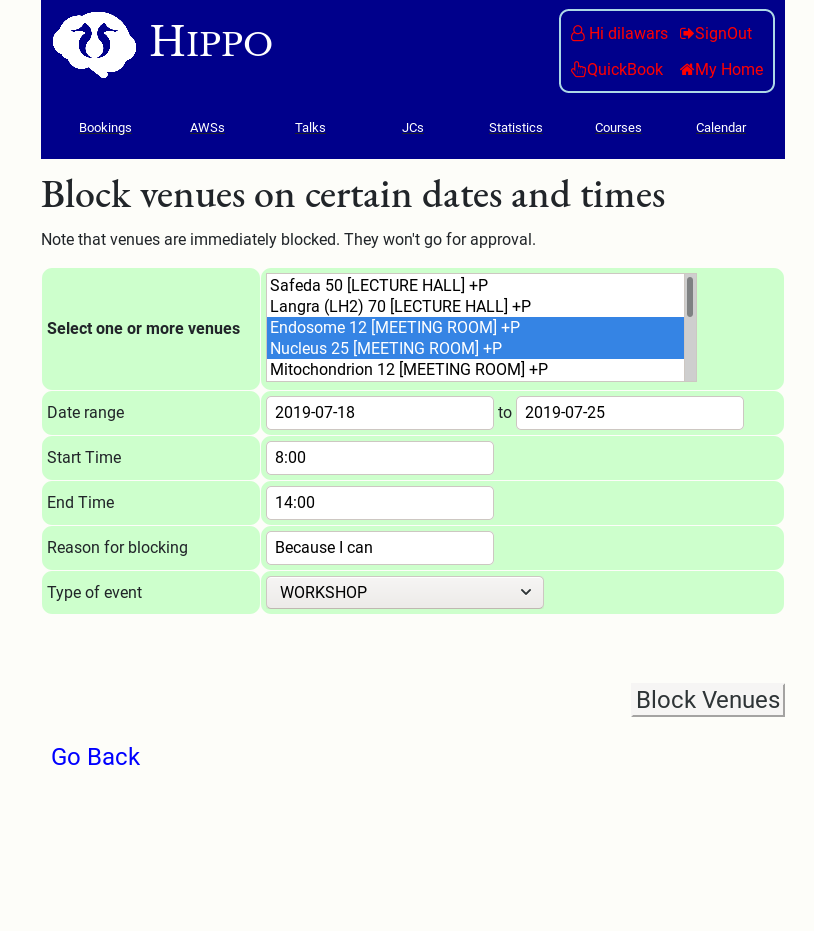 HIPPO
Hi dilawars SignOut
QuickBook My Home
Bookings AWSs Talks JCs Statistics Courses Calendar
Block venues on certain dates and times
Note that venues are immediately blocked. They won't go for approval.
Select one or more venues
Safeda 50 [LECTURE HALL] +P
Langra (LH2) 70 [LECTURE HALL] +P
Endosome 12 [MEETING ROOM] +P
Nucleus 25 [MEETING ROOM] +P
Mitochondrion 12 [MEETING ROOM] +P
Date range 2019-07-18 to 2019-07-25
Start Time 8:00
End Time 14:00
Reason for blocking Because I can
Type of event WORKSHOP
Block Venues
Go Back